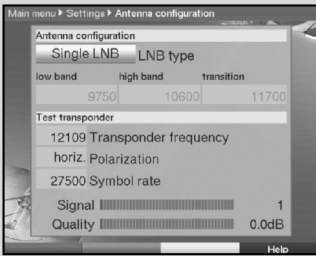 Main menu ▸ Settings ▸ Antenna configuration
Antenna configuration
Single LNB LNB type
low band high band transition
9750 10600 11700
Test transponder
12109 Transponder frequency
horiz. Polarization
27500 Symbol rate
Signal 1
Quality 0.0dB
Help